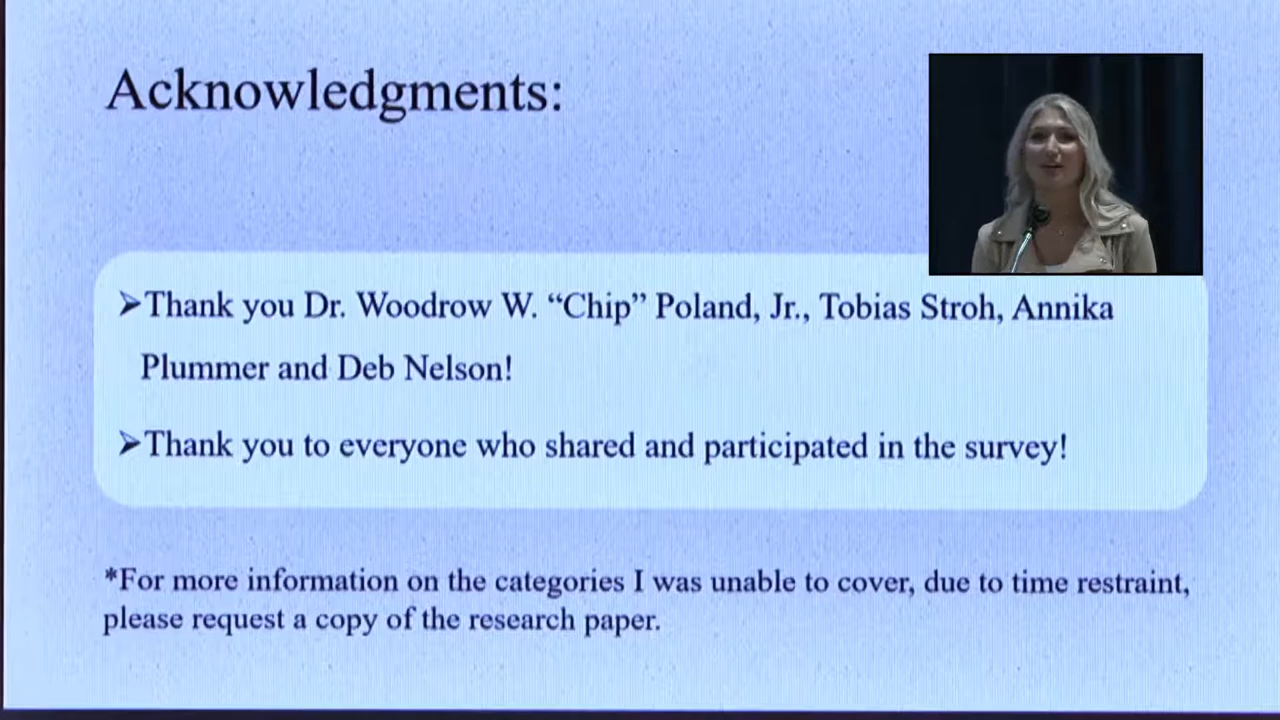 Acknowledgments:
➢Thank you Dr. Woodrow W. “Chip” Poland, Jr., Tobias Stroh, Annika
Plummer and Deb Nelson!
➢Thank you to everyone who shared and participated in the survey!
*For more information on the categories I was unable to cover, due to time restraint,
please request a copy of the research paper.